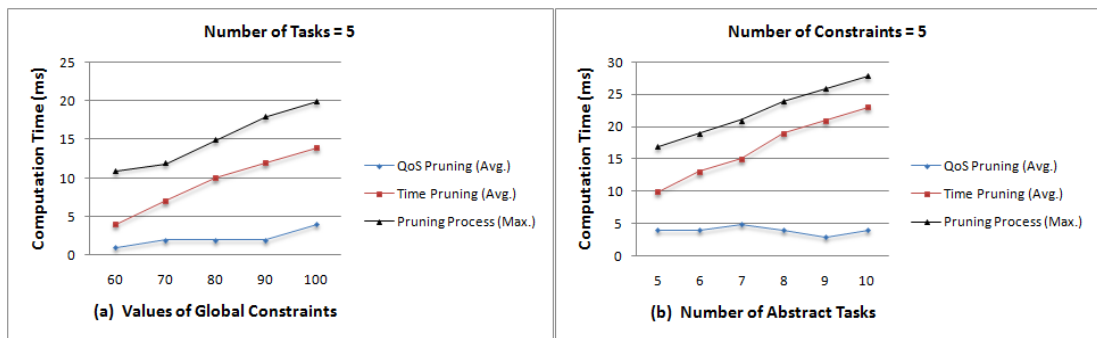 Number of Tasks = 5
Computation Time (ms)
25
20
15
10
5
0
60 70 80 90 100
(a) Values of Global Constraints
QoS Pruning (Avg.)
Time Pruning (Avg.)
Pruning Process (Max.)
Number of Constraints = 5
Computation Time (ms)
30
25
20
15
10
5
0
5 6 7 8 9 10
(b) Number of Abstract Tasks
QoS Pruning (Avg.)
Time Pruning (Avg.)
Pruning Process (Max.)